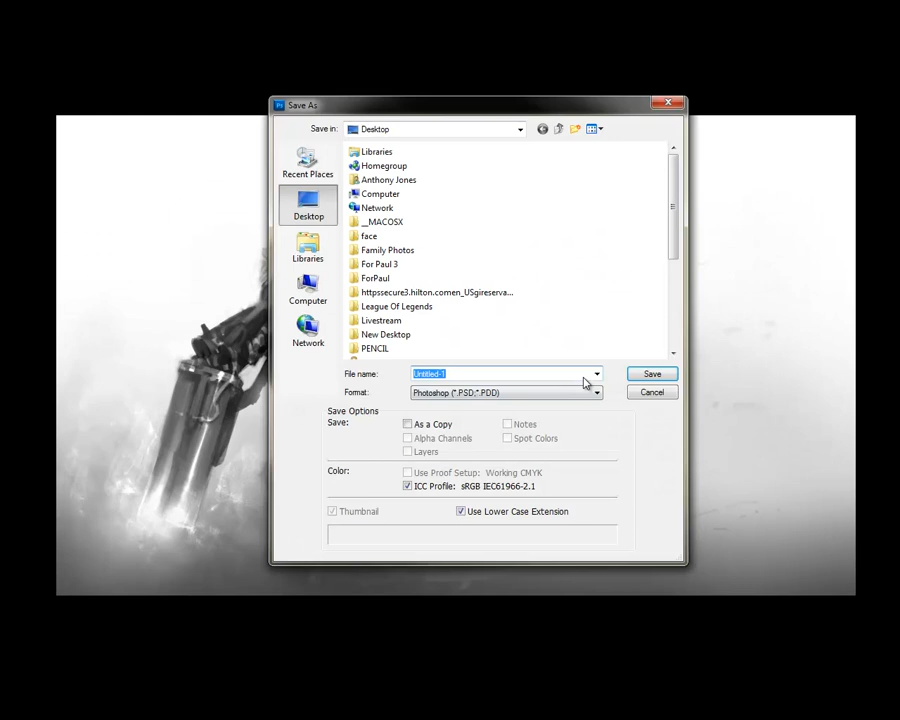 Save As
Save in:
Desktop
Recent Places
Desktop
Libraries
Computer
Network
Libraries
Homegroup
Anthony Jones
Computer
Network
__MACOSX
face
Family Photos
For Paul 3
ForPaul
httpssecure3.hilton.comen_USgireserva...
League Of Legends
Livestream
New Desktop
PENCIL
File name:
Untitled-1
Save
Format:
Photoshop (*.PSD;*.PDD)
Cancel
Save Options
Save:
As a Copy
Notes
Alpha Channels
Spot Colors
Layers
Color:
Use Proof Setup: Working CMYK
ICC Profile: sRGB IEC61966-2.1
Thumbnail
Use Lower Case Extension